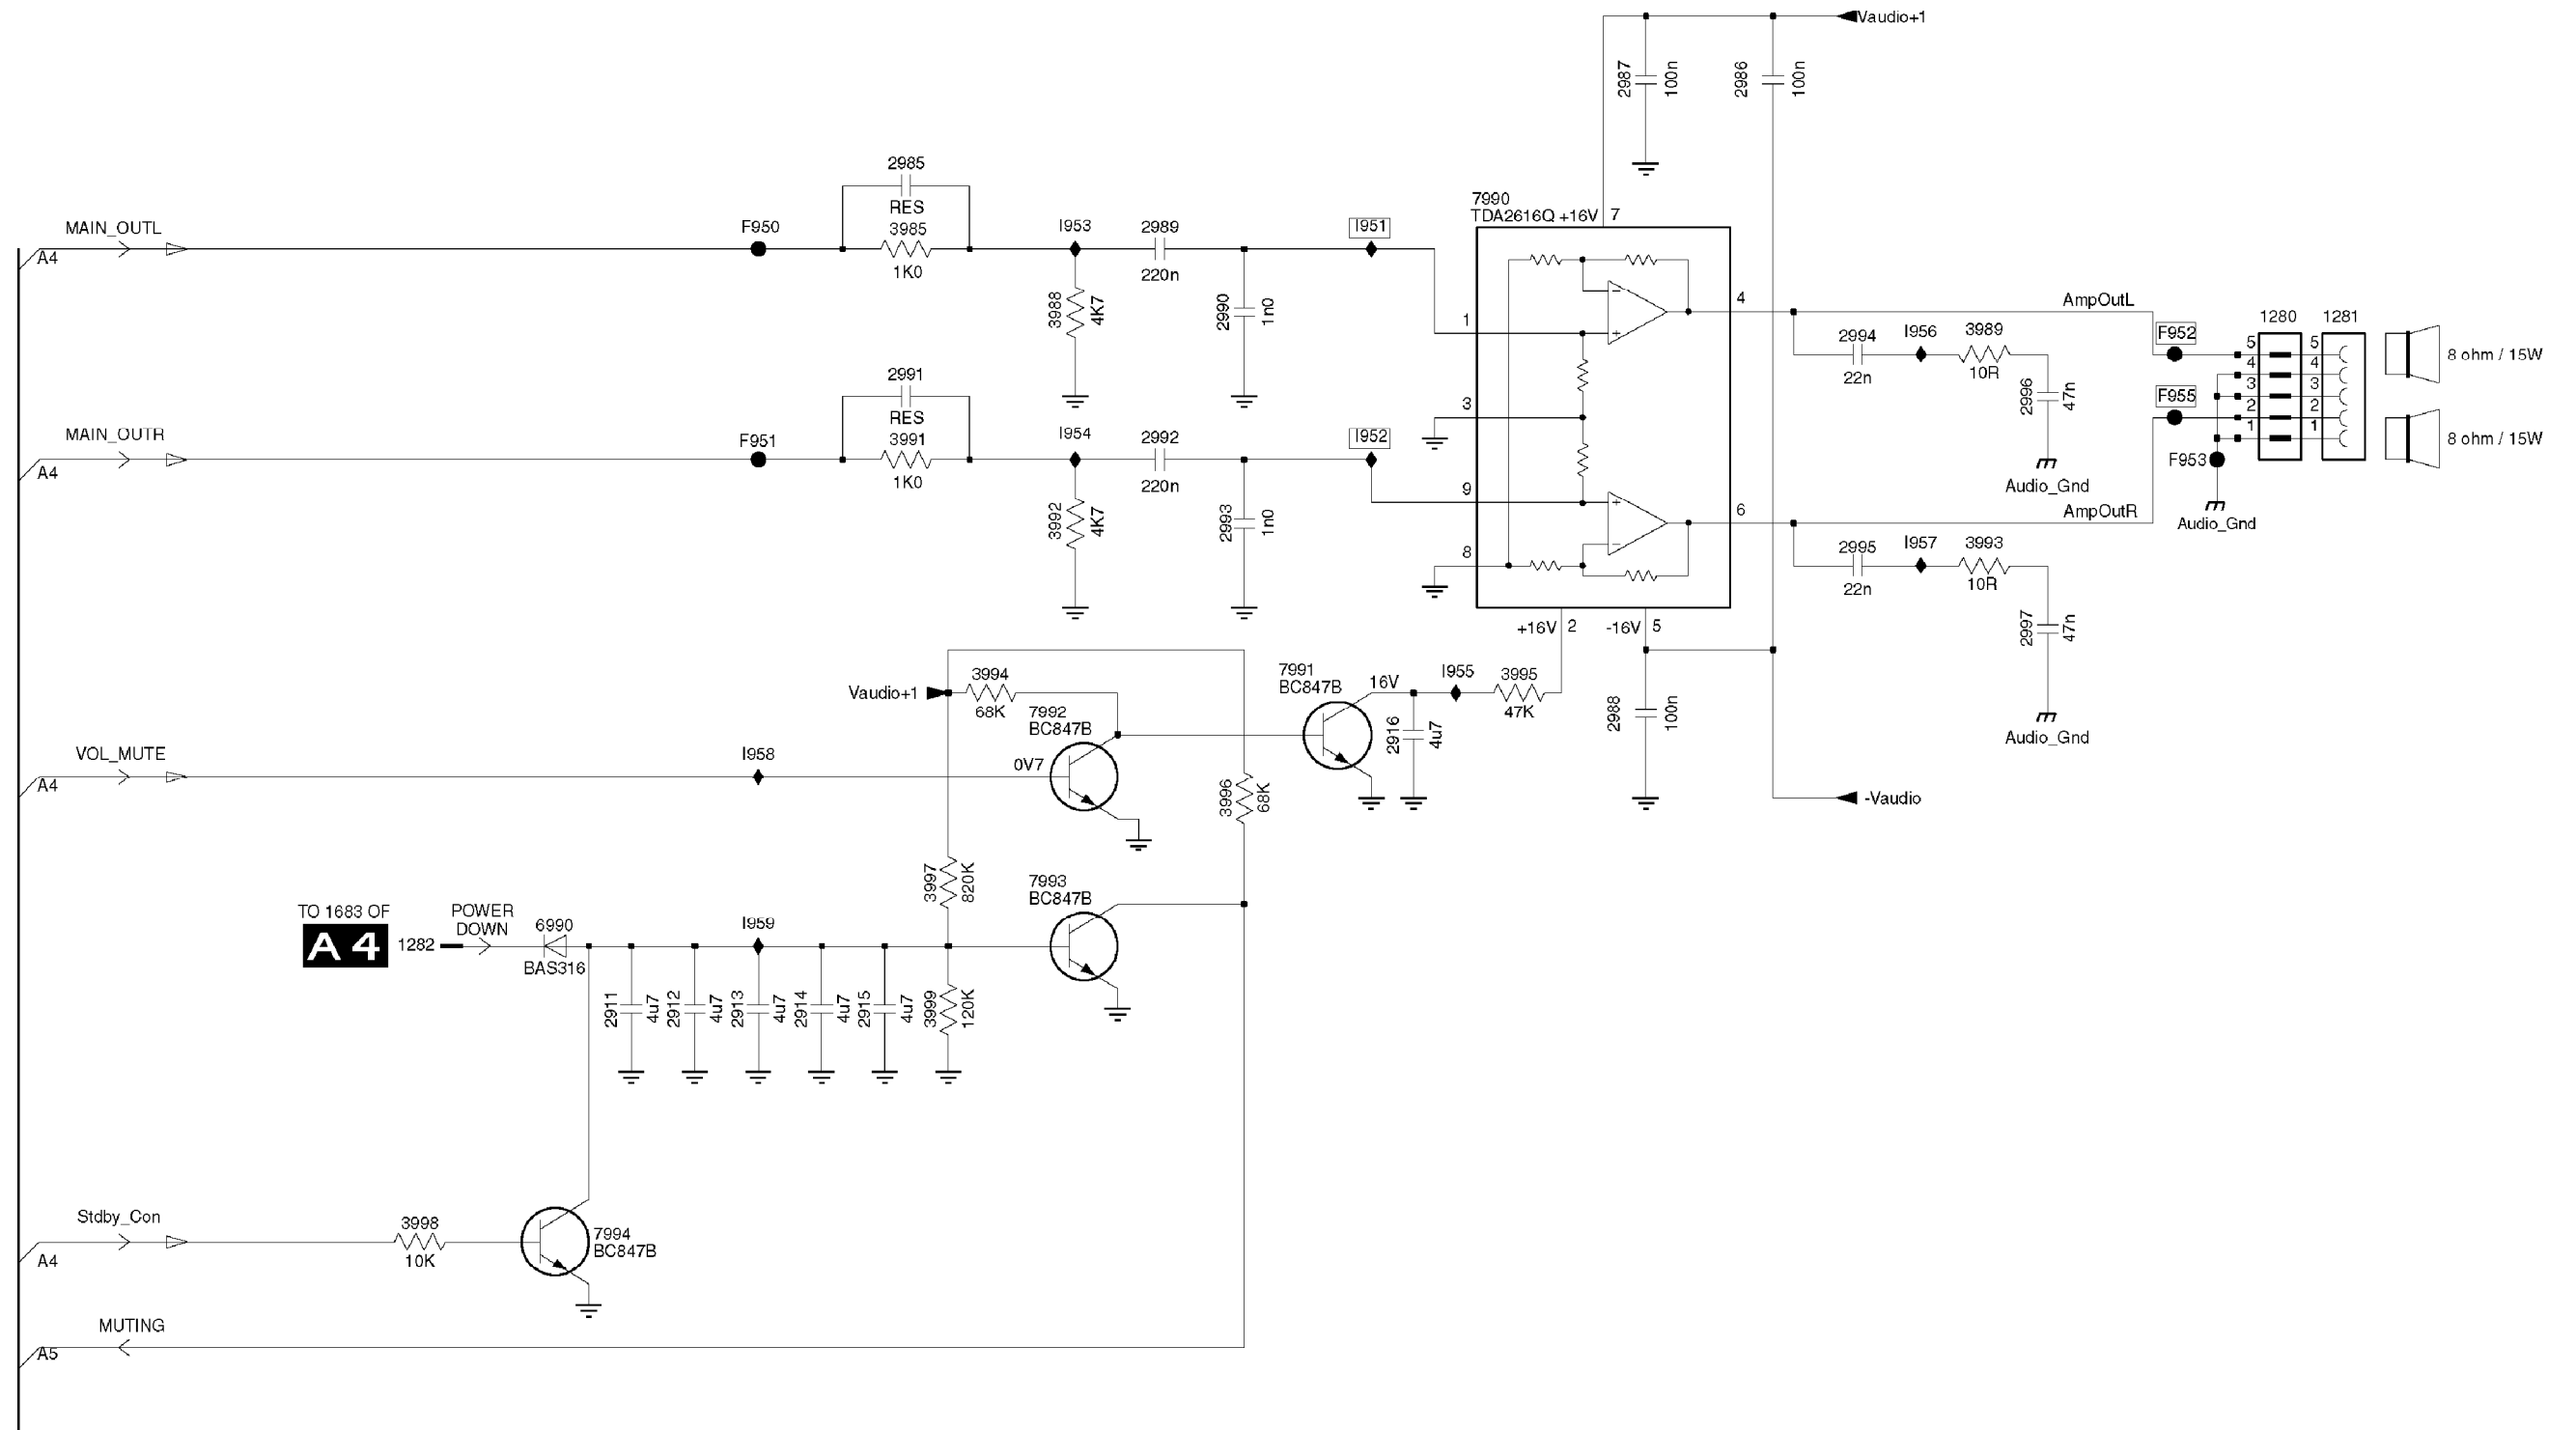 Vaudio+1
2987
100n
2986
100n
2985
RES
3985
1K0
MAIN_OUTL
A4
F950
I953
2989
220n
I951
7990
TDA2616Q +16V 7
3988
4K7
2990
1n0
1
4
AmpOutL
2994
22n
I956
3989
10R
2996
47n
Audio_Gnd
F952
1280
1281
5
4
3
2
1
5
4
3
2
1
8 ohm / 15W
2991
RES
3991
1K0
MAIN_OUTR
A4
F951
I954
2992
220n
I952
3
F955
8 ohm / 15W
F953
Audio_Gnd
3992
4K7
2993
1n0
9
8
6
AmpOutR
2995
22n
I957
3993
10R
2997
47n
Audio_Gnd
+16V 2
-16V 5
Vaudio+1
3994
68K
7992
BC847B
7991
BC847B
16V
I955
3995
47K
2916
4u7
2988
100n
-Vaudio
VOL_MUTE
A4
I958
0V7
3996
68K
3997
820K
7993
BC847B
TO 1683 OF
A 4
1282
POWER
DOWN
6990
BAS316
I959
2911
4u7
2912
4u7
2913
4u7
2914
4u7
2915
4u7
3999
120K
Stdby_Con
A4
3998
10K
7994
BC847B
MUTING
A5